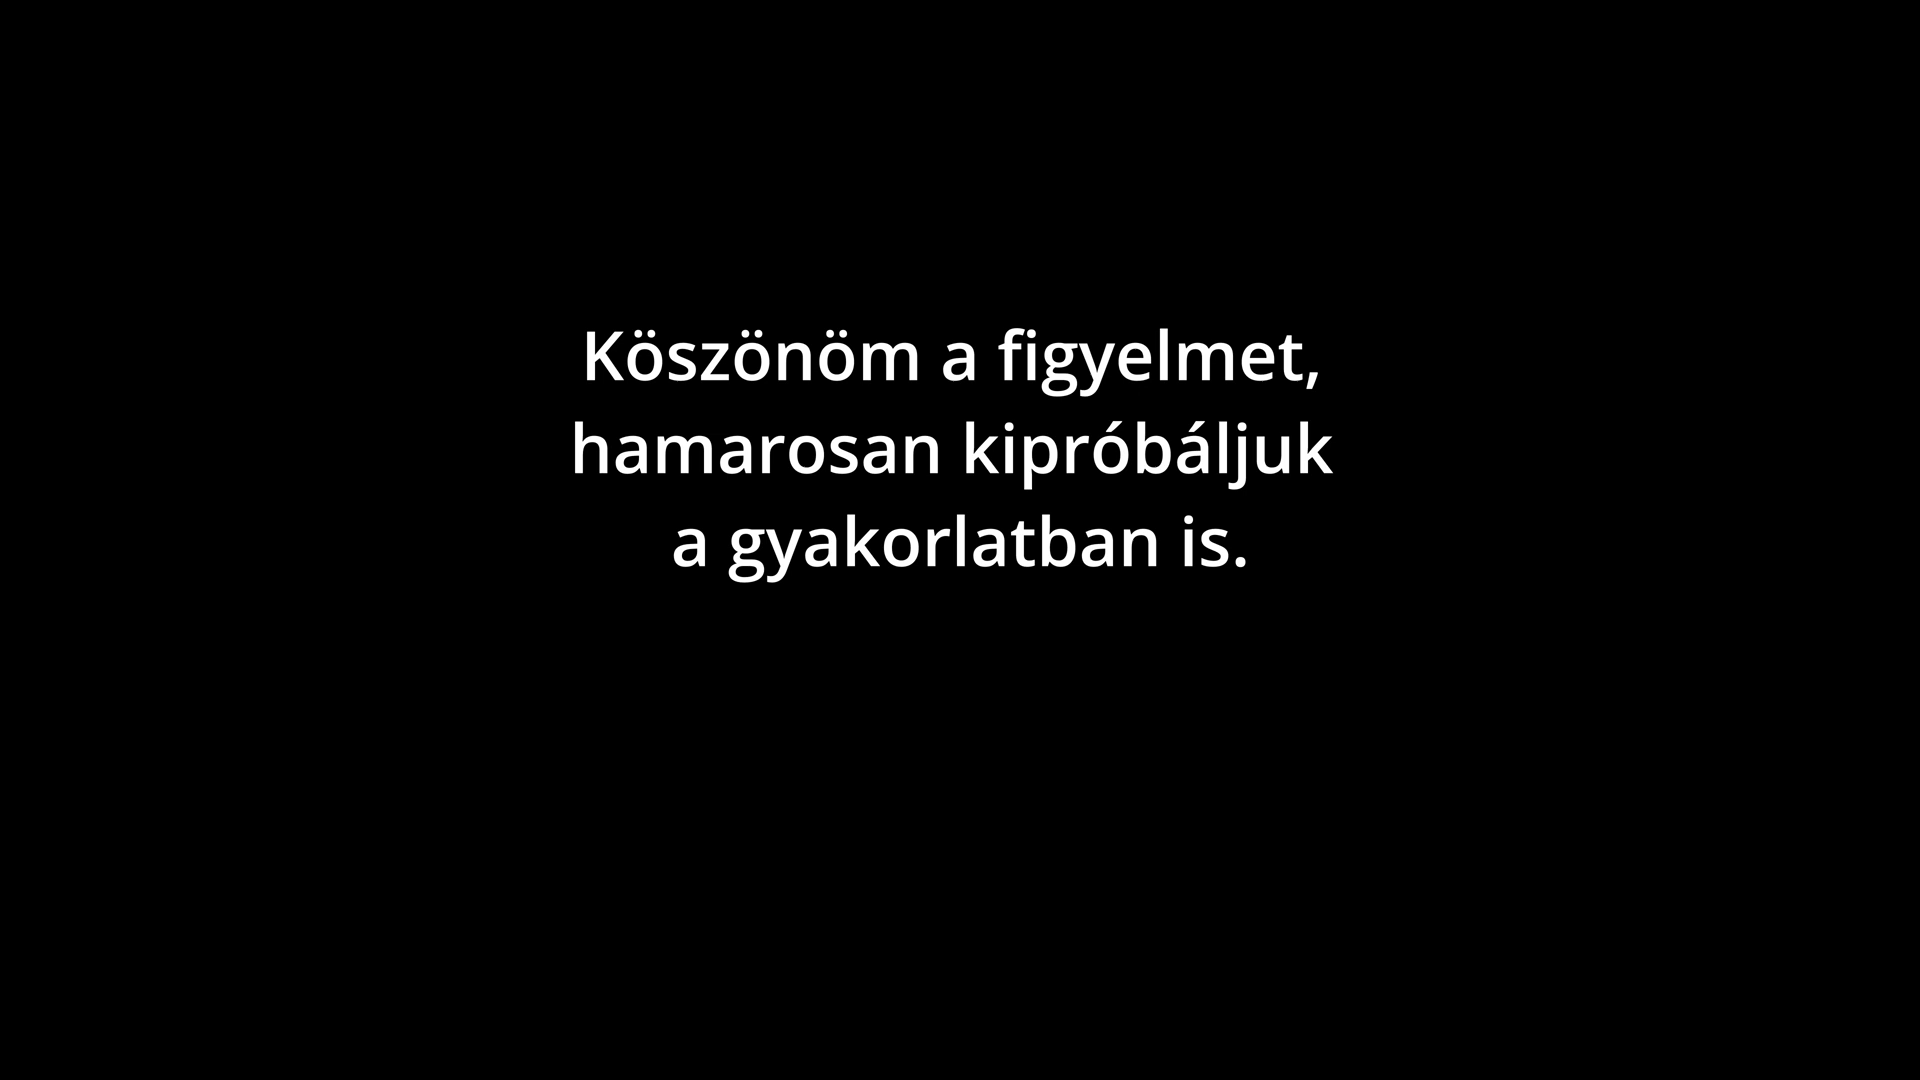 Köszönöm a figyelmet,
hamarosan kipróbáljuk
a gyakorlatban is.